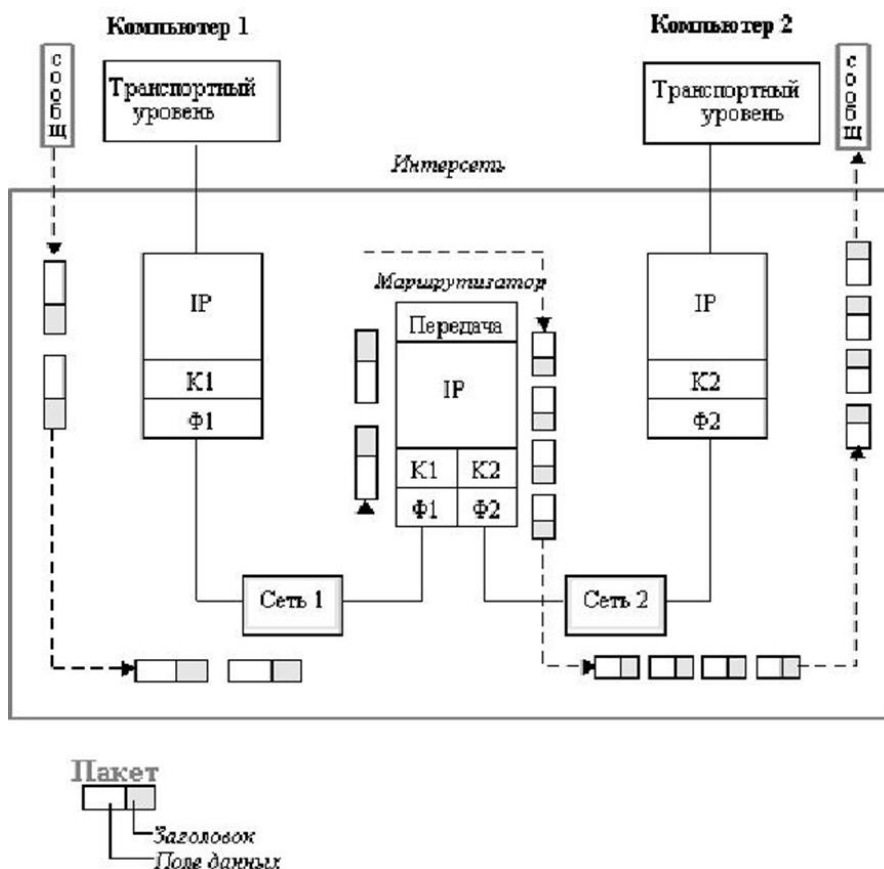 Компьютер 1
Компьютер 2
сообщ
Транспортный
уровень
Транспортный
уровень
сообщ
Интерсеть
IP
К1
Ф1
Маршрутизатор
Передача
IP
К1
К2
Ф1
Ф2
IP
К2
Ф2
Сеть 1
Сеть 2
Пакет
Заголовок
Поле данных